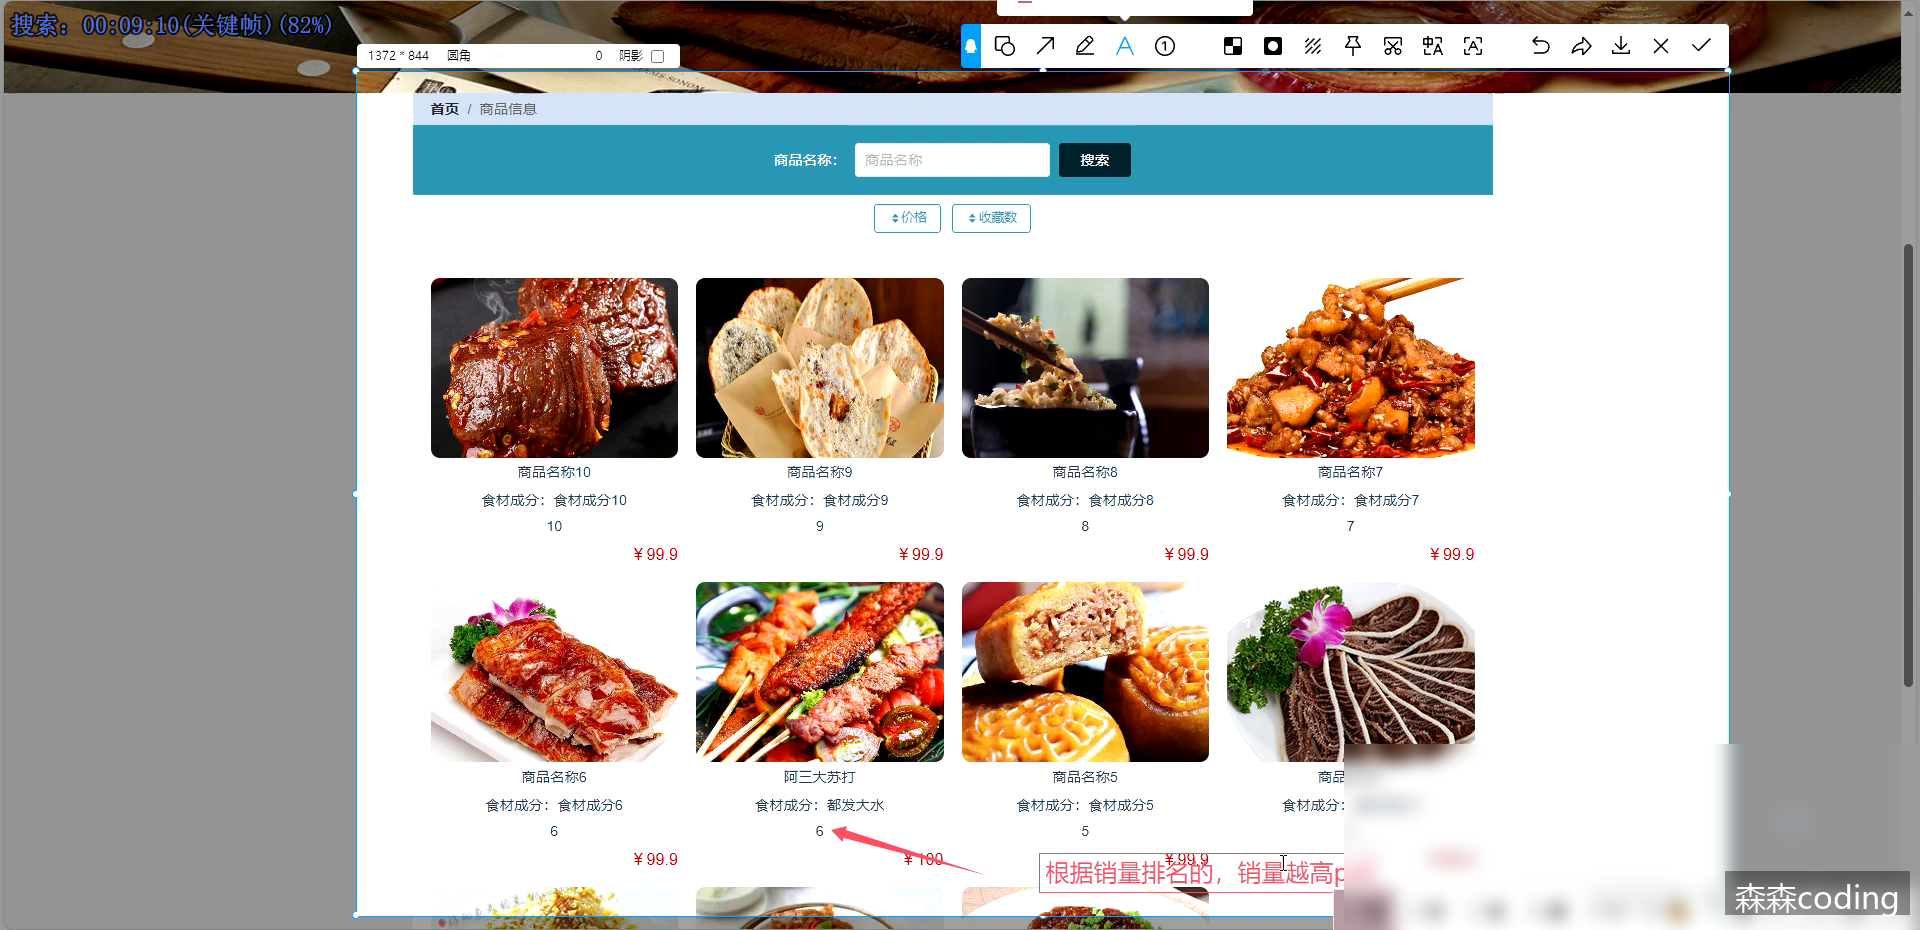 搜索: 00:09:10(关键帧)(82%)
1372 * 844 圆角 0 阴影
首页 / 商品信息
商品名称： 商品名称 搜索
价格 收藏数
商品名称10 商品名称9 商品名称8 商品名称7
食材成分：食材成分10 食材成分：食材成分9 食材成分：食材成分8 食材成分：食材成分7
10 9 8 7
¥ 99.9 ¥ 99.9 ¥ 99.9 ¥ 99.9
商品名称6 阿三大苏打 商品名称5 商品
食材成分：食材成分6 食材成分：都发大水 食材成分：食材成分5 食材成分：
6 6 5
¥ 99.9 ¥ 100 ¥ 99.9
根据销量排名的，销量越高p
森森coding